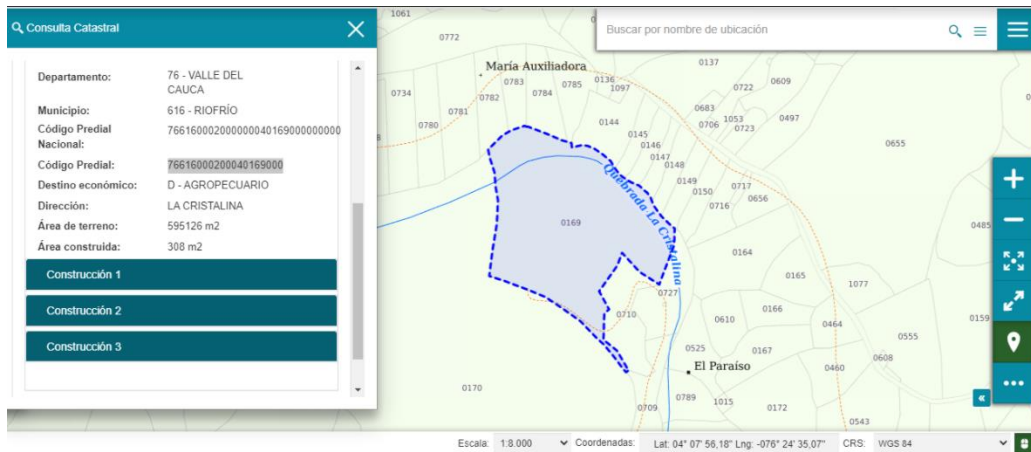 Consulta Catastral
Departamento: 76 - VALLE DEL
CAUCA
Municipio: 616 - RIOFRÍO
Código Predial 766160002000000040169000000000
Nacional:
Código Predial: 76616000200040169000
Destino económico: D - AGROPECUARIO
Dirección: LA CRISTALINA
Área de terreno: 595126 m2
Área construida: 308 m2
Construcción 1
Construcción 2
Construcción 3
Buscar por nombre de ubicación
1061
0772
María Auxiliadora
0137
0734
0782
0783
0784
0785
0136
1097
0722
0609
0781
0780
0683
0706
1053
0723
0497
0144
0145
0146
0147
0148
0655
0149
0150
0717
0656
0716
Quebrada La Cristalina
0169
0485
0164
0165
1077
0727
0710
0610
0166
0464
0159
0555
0525
0167
0608
El Paraíso
0460
0170
0789
1015
0709
0172
0543
Escala: 1:8.000 Coordenadas: Lat: 04° 07' 56,18" Lng: -076° 24' 35,07" CRS: WGS 84